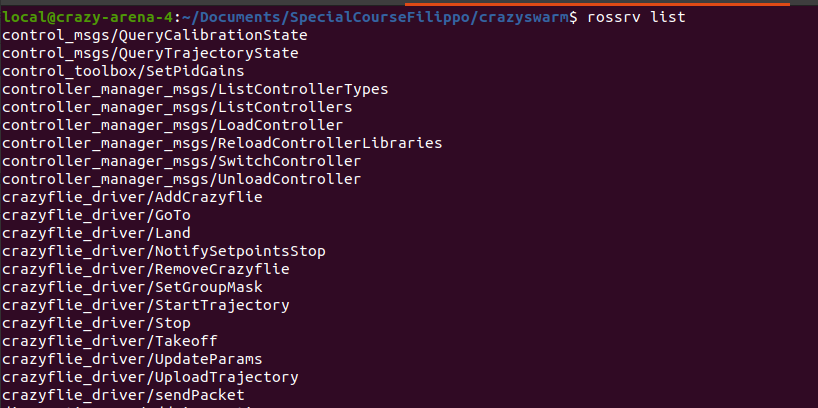 local@crazy-arena-4:~/Documents/SpecialCourseFilippo/crazyswarm$ rossrv list
control_msgs/QueryCalibrationState
control_msgs/QueryTrajectoryState
control_toolbox/SetPidGains
controller_manager_msgs/ListControllerTypes
controller_manager_msgs/ListControllers
controller_manager_msgs/LoadController
controller_manager_msgs/ReloadControllerLibraries
controller_manager_msgs/SwitchController
controller_manager_msgs/UnloadController
crazyflie_driver/AddCrazyflie
crazyflie_driver/GoTo
crazyflie_driver/Land
crazyflie_driver/NotifySetpointsStop
crazyflie_driver/RemoveCrazyflie
crazyflie_driver/SetGroupMask
crazyflie_driver/StartTrajectory
crazyflie_driver/Stop
crazyflie_driver/Takeoff
crazyflie_driver/UpdateParams
crazyflie_driver/UploadTrajectory
crazyflie_driver/sendPacket